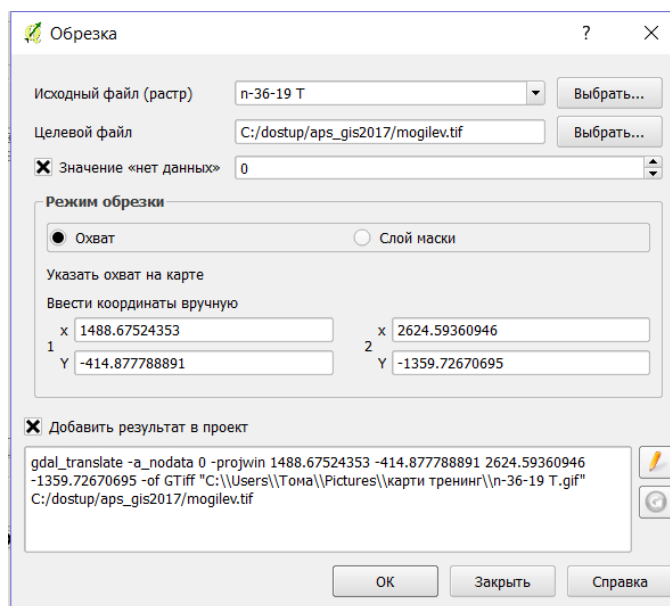 Обрезка
Исходный файл (растр) n-36-19 T Выбрать...
Целевой файл C:/dostup/aps_gis2017/mogilev.tif Выбрать...
Значение «нет данных» 0
Режим обрезки
Охват Слой маски
Указать охват на карте
Ввести координаты вручную
1 x 1488.67524353 2 x 2624.59360946
Y -414.877788891 Y -1359.72670695
Добавить результат в проект
gdal_translate -a_nodata 0 -projwin 1488.67524353 -414.877788891 2624.59360946
-1359.72670695 -of GTiff "C:\\Users\\Тома\\Pictures\\карти тренинг\\n-36-19 T.gif"
C:/dostup/aps_gis2017/mogilev.tif
ОК Закрыть Справка